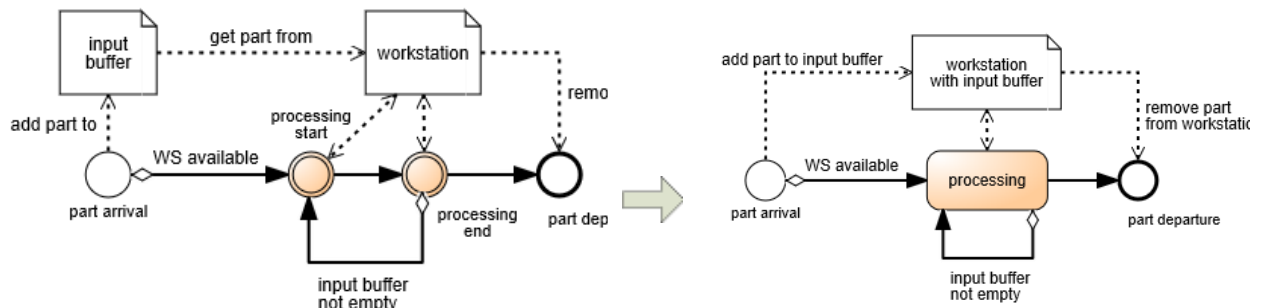 input
buffer
get part from
workstation
add part to
processing
start
remo
WS available
part arrival
processing
end
part dep
input buffer
not empty
add part to input buffer
workstation
with input buffer
remove part
from workstatic
WS available
processing
part arrival
part departure
input buffer
not empty